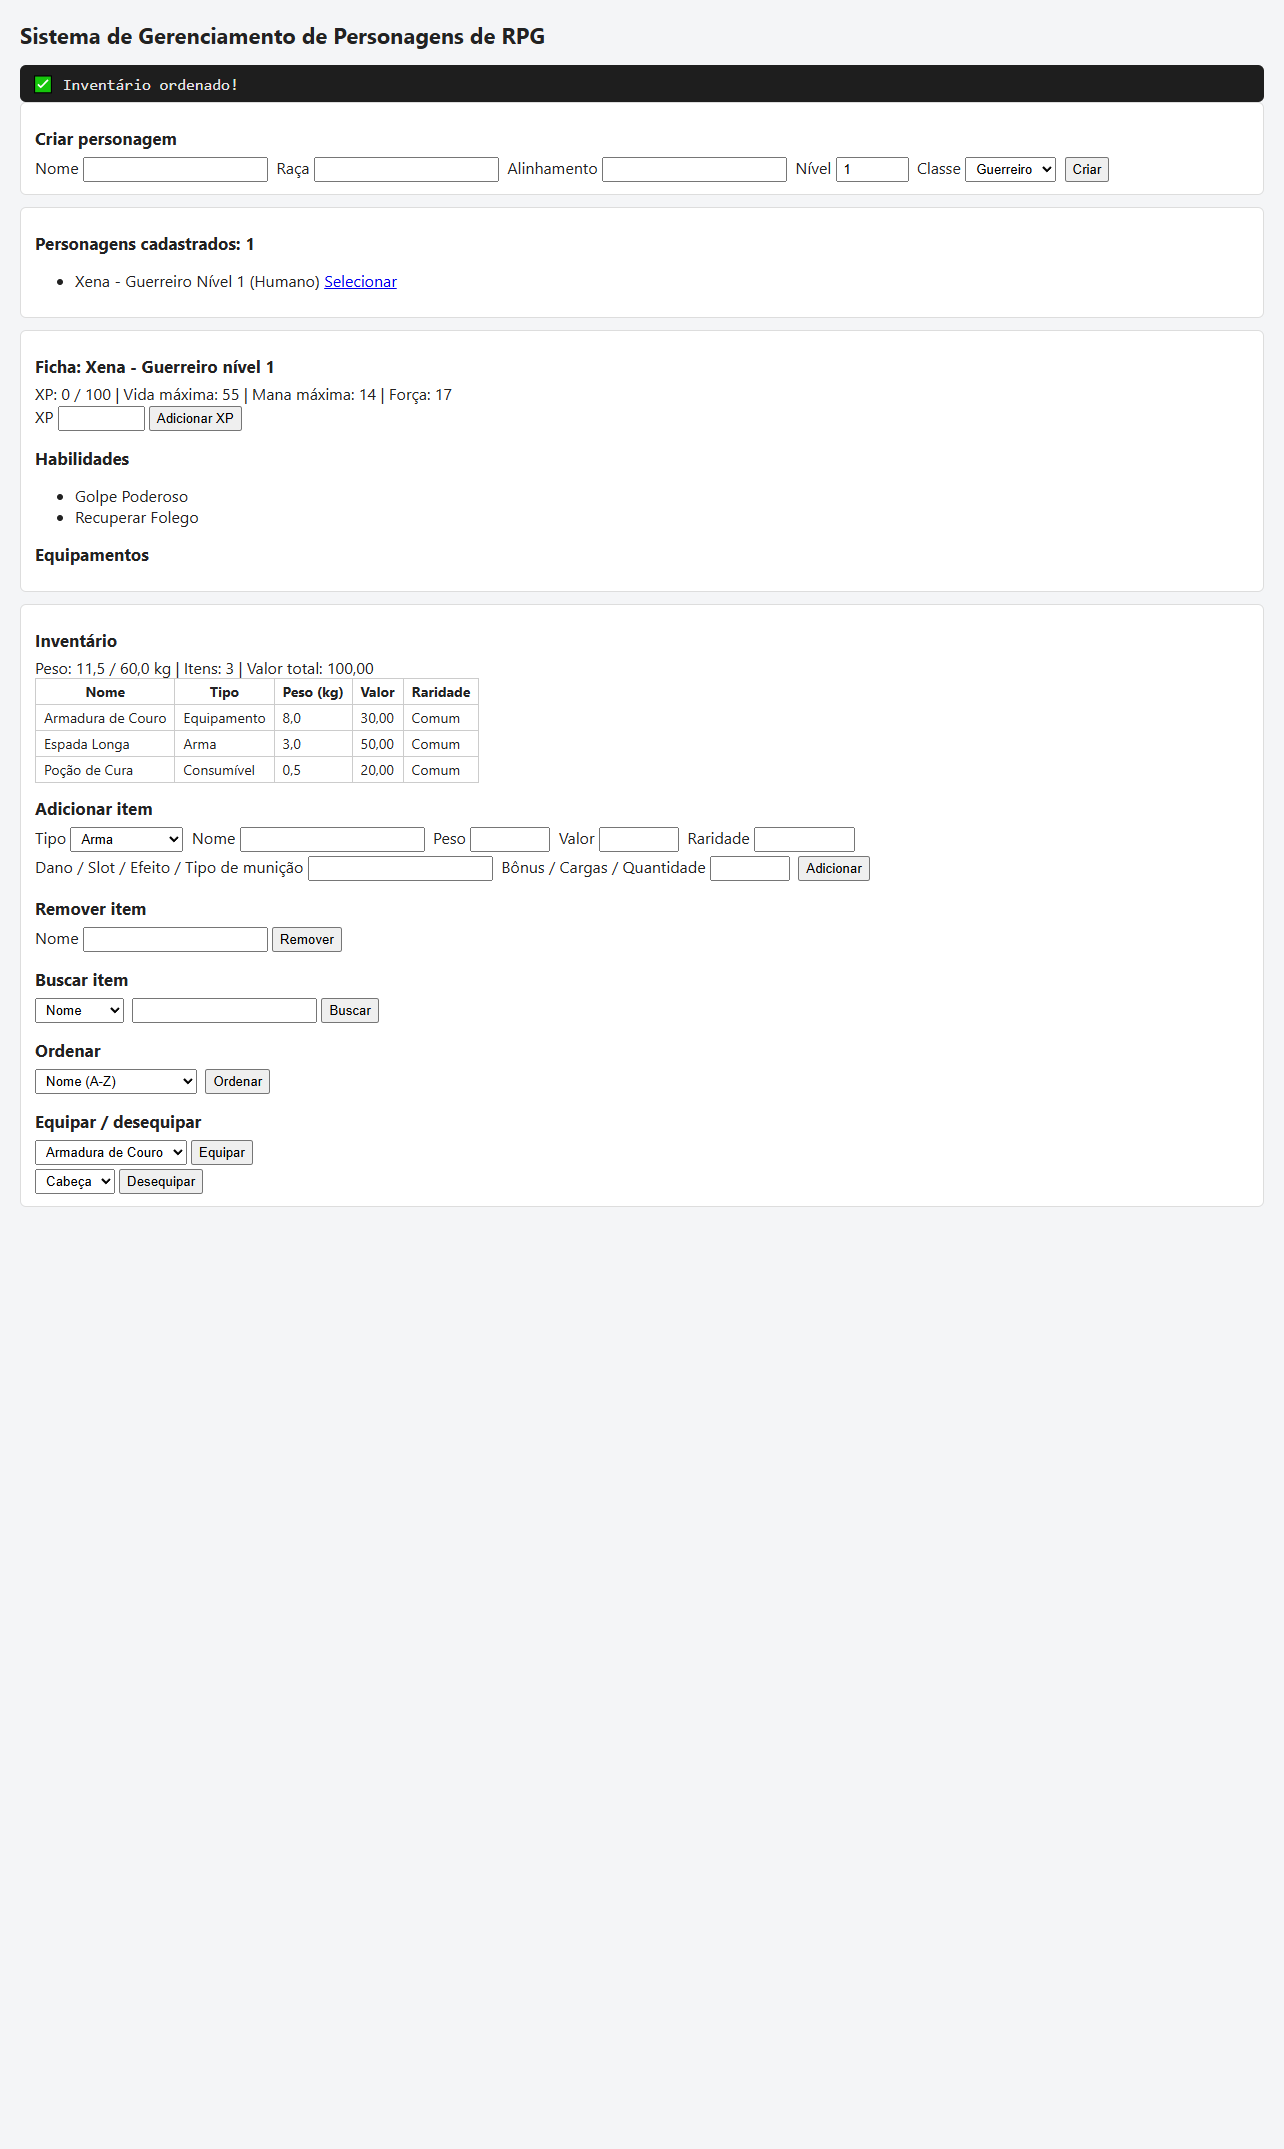 Sistema de Gerenciamento de Personagens de RPG
✅ Inventário ordenado!
Criar personagem
Nome Raça Alinhamento Nível 1 Classe Guerreiro Criar
Personagens cadastrados: 1
• Xena - Guerreiro Nível 1 (Humano) Selecionar
Ficha: Xena - Guerreiro nível 1
XP: 0 / 100 | Vida máxima: 55 | Mana máxima: 14 | Força: 17
XP Adicionar XP
Habilidades
• Golpe Poderoso
• Recuperar Folego
Equipamentos
Inventário
Peso: 11,5 / 60,0 kg | Itens: 3 | Valor total: 100,00
Nome Tipo Peso (kg) Valor Raridade
Armadura de Couro Equipamento 8,0 30,00 Comum
Espada Longa Arma 3,0 50,00 Comum
Poção de Cura Consumível 0,5 20,00 Comum
Adicionar item
Tipo Arma Nome Peso Valor Raridade
Dano / Slot / Efeito / Tipo de munição Bônus / Cargas / Quantidade Adicionar
Remover item
Nome Remover
Buscar item
Nome Buscar
Ordenar
Nome (A-Z) Ordenar
Equipar / desequipar
Armadura de Couro Equipar
Cabeça Desequipar